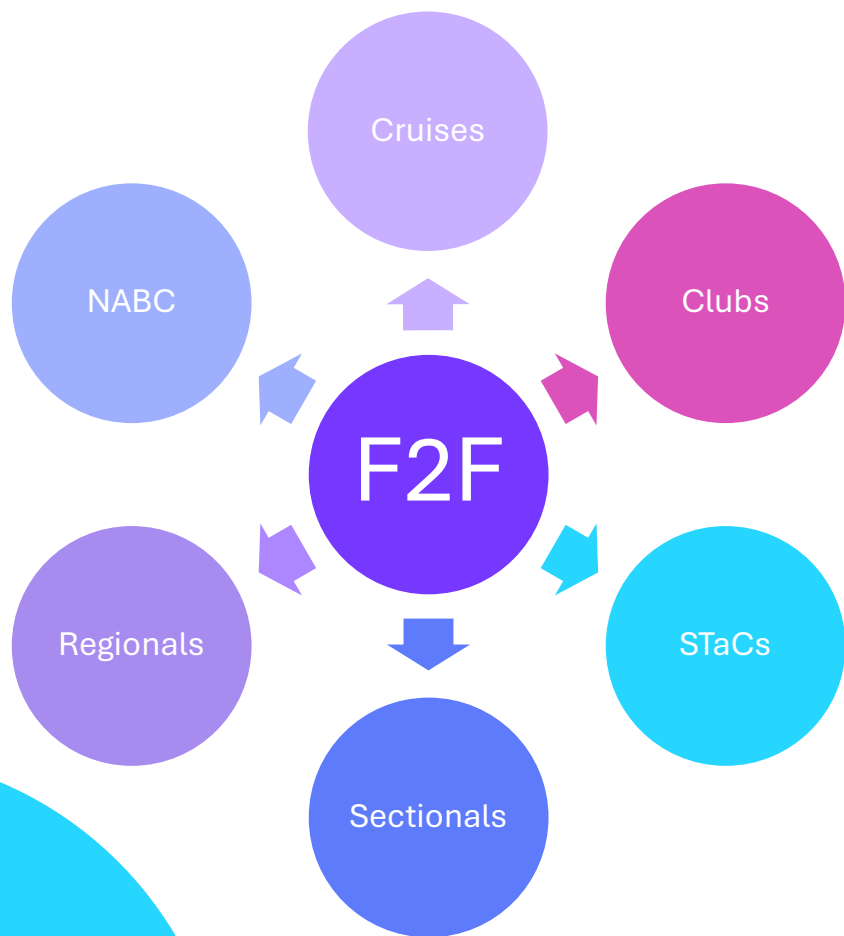 Cruises
NABC
Clubs
F2F
Regionals
STaCs
Sectionals